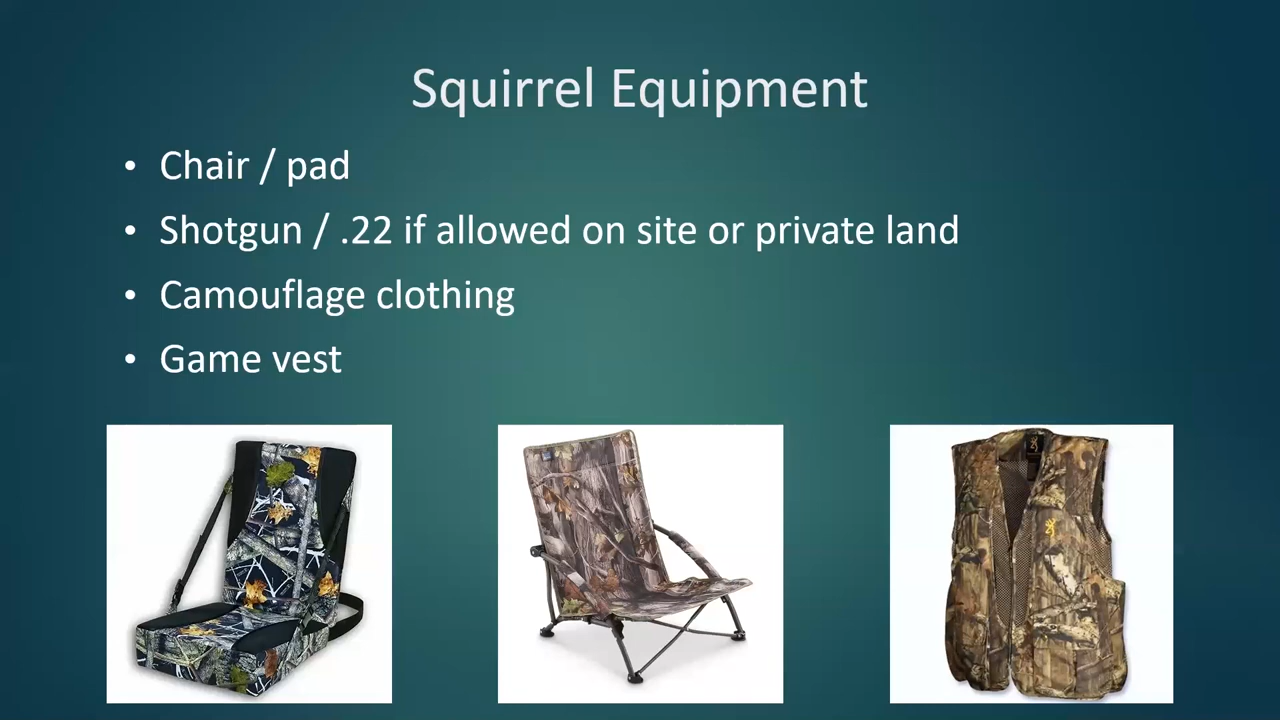 Squirrel Equipment
• Chair / pad
• Shotgun / .22 if allowed on site or private land
• Camouflage clothing
• Game vest